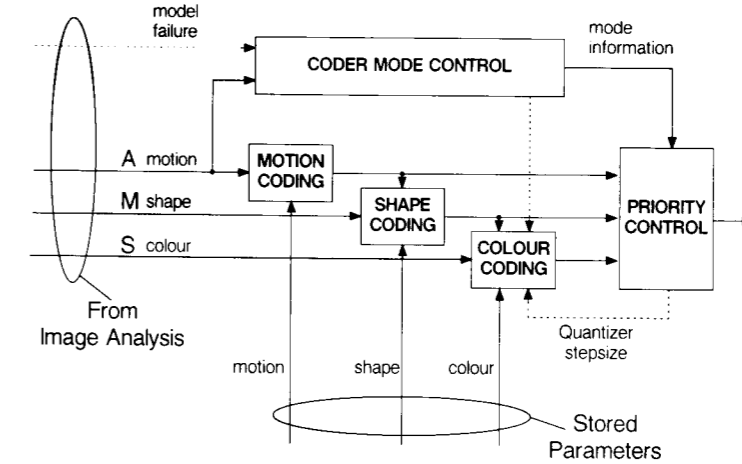 model
failure
mode
information
CODER MODE CONTROL
A motion
MOTION
CODING
M shape
SHAPE
CODING
PRIORITY
CONTROL
S colour
COLOUR
CODING
From
Image Analysis
Quantizer
stepsize
motion
shape
colour
Stored
Parameters